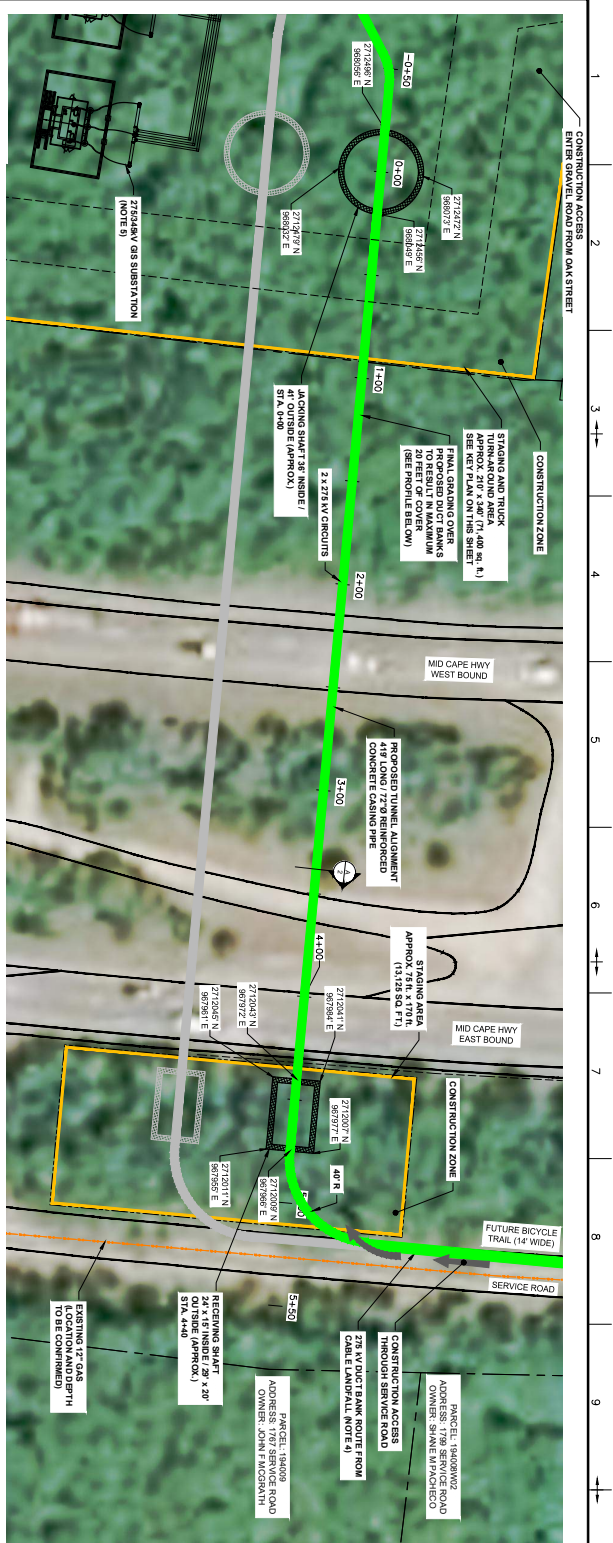 1
2
3
4
5
6
7
8
9
CONSTRUCTION ACCESS
ENTER GRAVEL ROAD FROM OAK STREET
-0+50
2712496' N
968056' E
0+00
2712472' N
968073' E
2712456' N
968049' E
2712479' N
968032' E
275/345kV GIS SUBSTATION
(NOTE 5)
JACKING SHAFT 36' INSIDE /
41' OUTSIDE (APPROX.)
STA. 0+00
1+00
CONSTRUCTION ZONE
STAGING AND TRUCK
TURN-AROUND AREA
APPROX. 210' x 340' (71,400 sq. ft.)
SEE KEY PLAN ON THIS SHEET
FINAL GRADING OVER
PROPOSED DUCT BANKS
TO RESULT IN MAXIMUM
20 FEET OF COVER
(SEE PROFILE BELOW)
2 x 275 kV CIRCUITS
2+00
MID CAPE HWY
WEST BOUND
PROPOSED TUNNEL ALIGNMENT
419' LONG / 72"Ø REINFORCED
CONCRETE CASING PIPE
3+00
A
2
4+00
STAGING AREA
APPROX. 75 ft. x 170 ft.
(13,125 SQ. FT.)
MID CAPE HWY
EAST BOUND
2712041' N
967984' E
2712043' N
967972' E
2712045' N
967961' E
2712007' N
967977' E
2712009' N
967966' E
2712011' N
967955' E
CONSTRUCTION ZONE
40' R
FUTURE BICYCLE
TRAIL (14' WIDE)
SERVICE ROAD
5+50
RECEIVING SHAFT
24' x 15' INSIDE / 29' x 20'
OUTSIDE (APPROX.)
STA. 4+40
EXISTING 12" GAS
(LOCATION AND DEPTH
TO BE CONFIRMED)
CONSTRUCTION ACCESS
THROUGH SERVICE ROAD
275 kV DUCT BANK ROUTE FROM
CABLE LANDFALL (NOTE 4)
PARCEL: 194008W02
ADDRESS: 1799 SERVICE ROAD
OWNER: SHANE M PACHECO
PARCEL: 194009
ADDRESS: 1767 SERVICE ROAD
OWNER: JOHN F MCGRATH